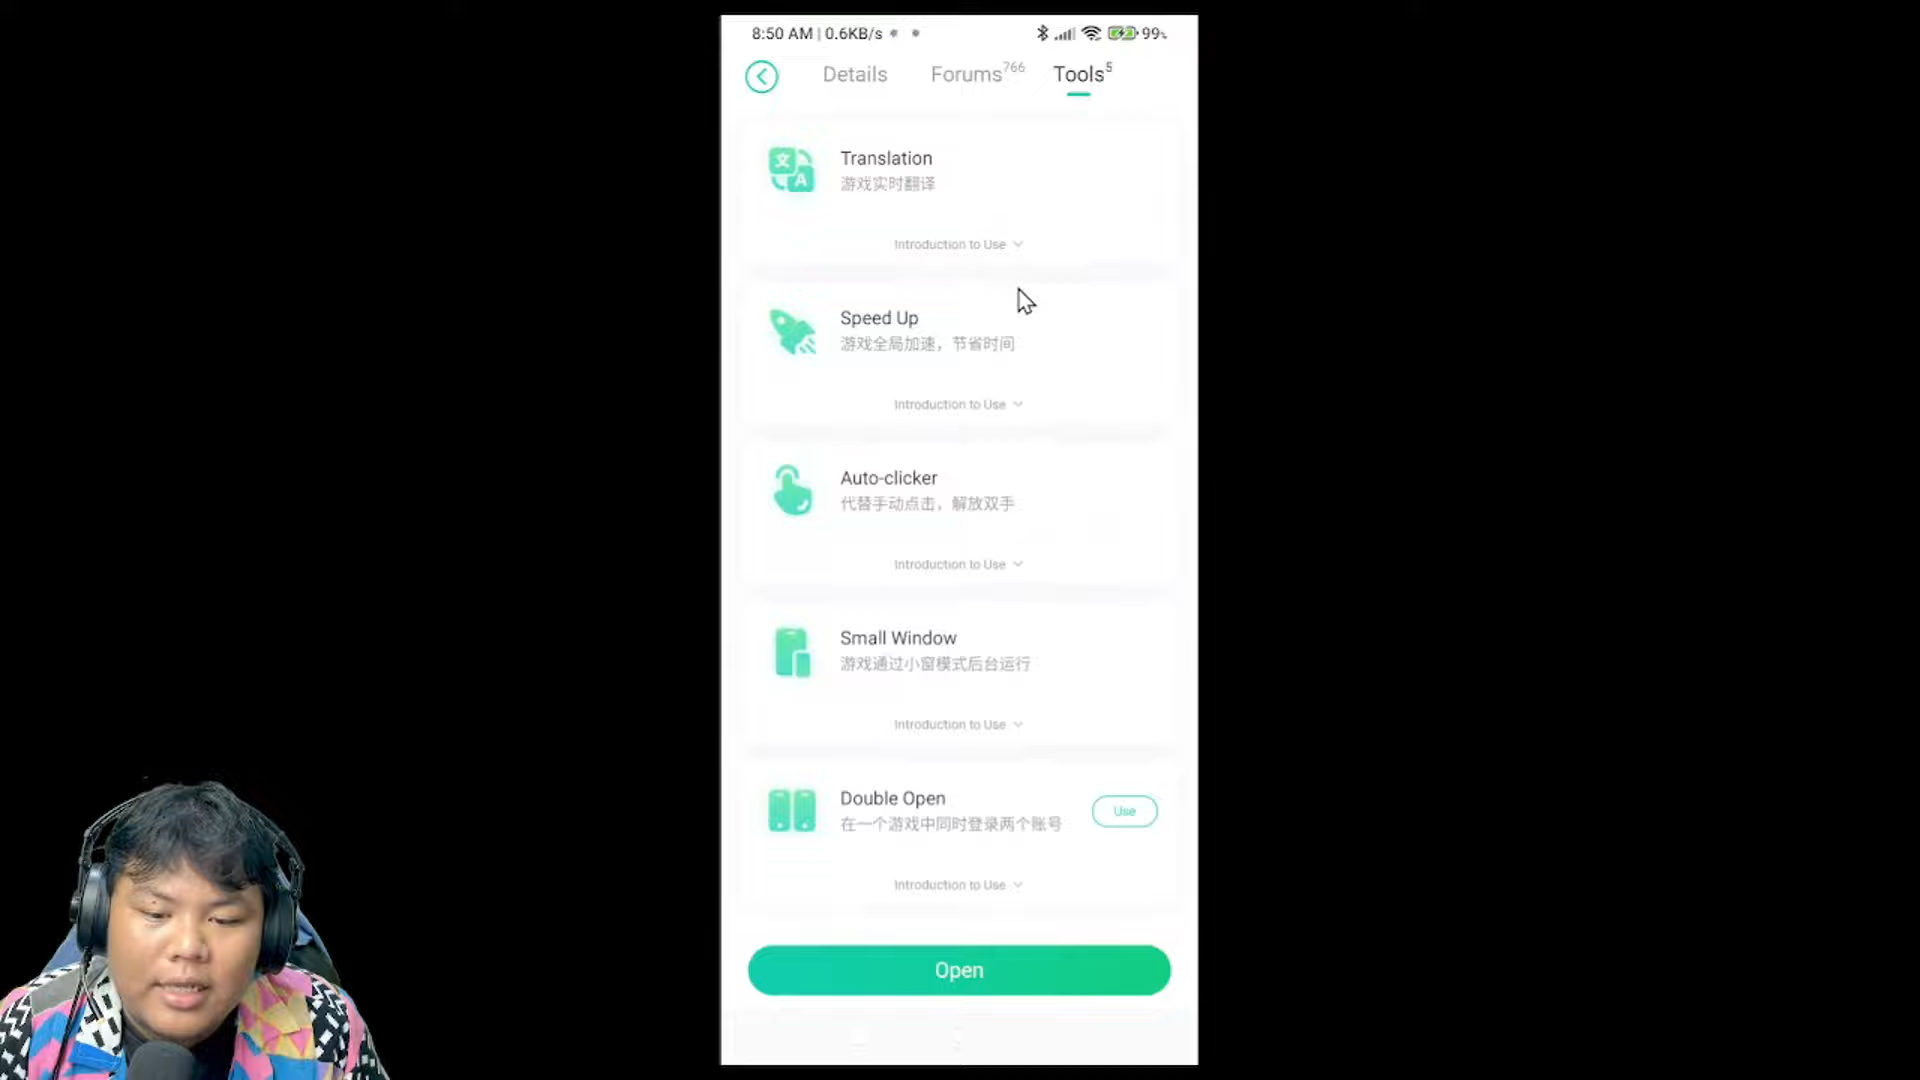 8:50 AM | 0.6KB/s 99%
Details Forums 766 Tools 5
Translation
游戏实时翻译
Introduction to Use
Speed Up
游戏全局加速，节省时间
Introduction to Use
Auto-clicker
代替手动点击，解放双手
Introduction to Use
Small Window
游戏通过小窗模式后台运行
Introduction to Use
Double Open
在一个游戏中同时登录两个账号
Use
Introduction to Use
Open